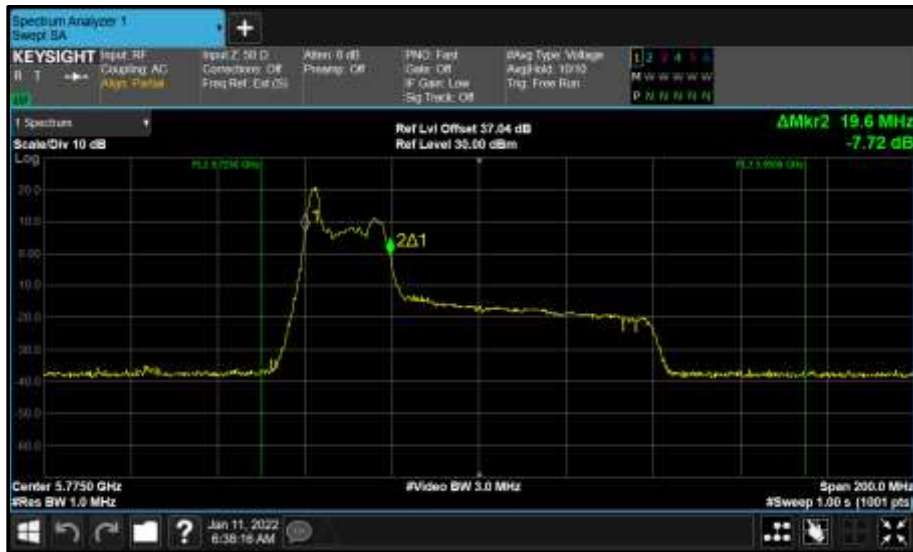 Spectrum Analyzer 1
Swept SA
+
KEYSIGHT
R T
Input: RF
Coupling: AC
Align: Partial
Input Z: 50 Ω
Corrections: Off
Freq Ref: Ext (S)
Atten: 0 dB
Preamp: Off
PNO: Fast
Gate: Off
IF Gain: Low
Sig Track: Off
#Avg Type: Voltage
Avg|Hold: 10/10
Trig: Free Run
1 2 3 4 5 6
M W W W W W
P N N N N N
1 Spectrum
Scale/Div 10 dB
Log
Ref Lvl Offset 37.04 dB
Ref Level 30.00 dBm
ΔMkr2 19.6 MHz
-7.72 dB
20.0
10.0
0.00
-10.0
-20.0
-30.0
-40.0
-50.0
-60.0
2Δ1
Center 5.7750 GHz
#Res BW 1.0 MHz
#Video BW 3.0 MHz
Span 200.0 MHz
#Sweep 1.00 s (1001 pts)
?
Jan 11, 2022
6:38:16 AM